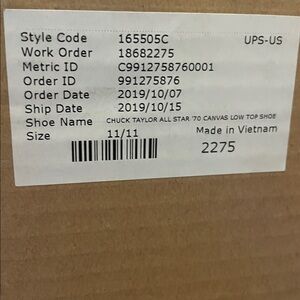 Style Code 165505C UPS-US
Work Order 18682275
Metric ID C9912758760001
Order ID 991275876
Order Date 2019/10/07
Ship Date 2019/10/15
Shoe Name CHUCK TAYLOR ALL STAR '70 CANVAS LOW TOP SHOE
Size 11/11 Made in Vietnam
2275